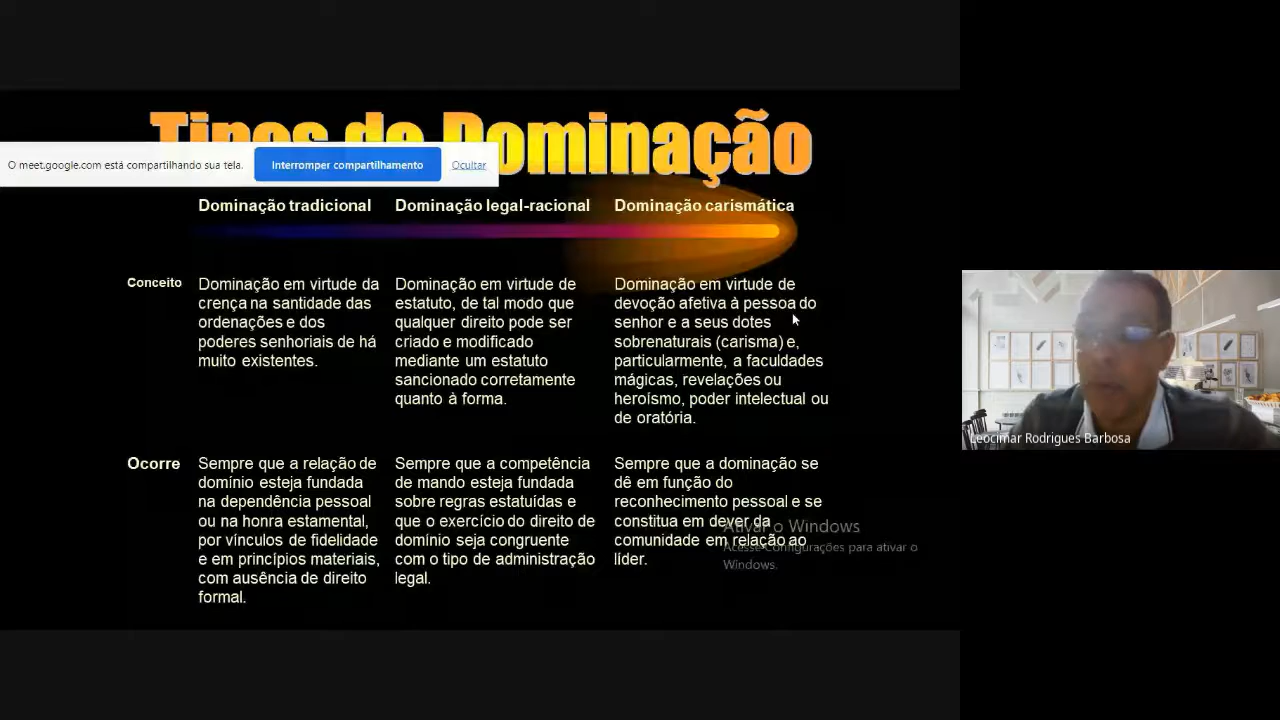 Tipos de Dominação
O meet.google.com está compartilhando sua tela.
Interromper compartilhamento
Ocultar
Dominação tradicional
Dominação legal-racional
Dominação carismática
Conceito
Dominação em virtude da
crença na santidade das
ordenações e dos
poderes senhoriais de há
muito existentes.
Dominação em virtude de
estatuto, de tal modo que
qualquer direito pode ser
criado e modificado
mediante um estatuto
sancionado corretamente
quanto à forma.
Dominação em virtude de
devoção afetiva à pessoa do
senhor e a seus dotes
sobrenaturais (carisma) e,
particularmente, a faculdades
mágicas, revelações ou
heroísmo, poder intelectual ou
de oratória.
Ocorre
Sempre que a relação de
domínio esteja fundada
na dependência pessoal
ou na honra estamental,
por vínculos de fidelidade
e em princípios materiais,
com ausência de direito
formal.
Sempre que a competência
de mando esteja fundada
sobre regras estatuídas e
que o exercício do direito de
domínio seja congruente
com o tipo de administração
legal.
Sempre que a dominação se
dê em função do
reconhecimento pessoal e se
constitua em dever da
comunidade em relação ao
líder.
Ativar o Windows
Acesse Configurações para ativar o
Windows.
Leocimar Rodrigues Barbosa